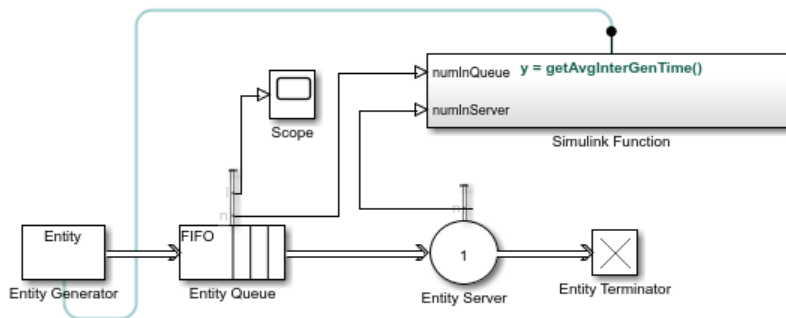 numInQueue
y = getAvgInterGenTime()
numInServer
Scope
Simulink Function
l
n
n
Entity
FIFO
1
Entity Generator
Entity Queue
Entity Server
Entity Terminator